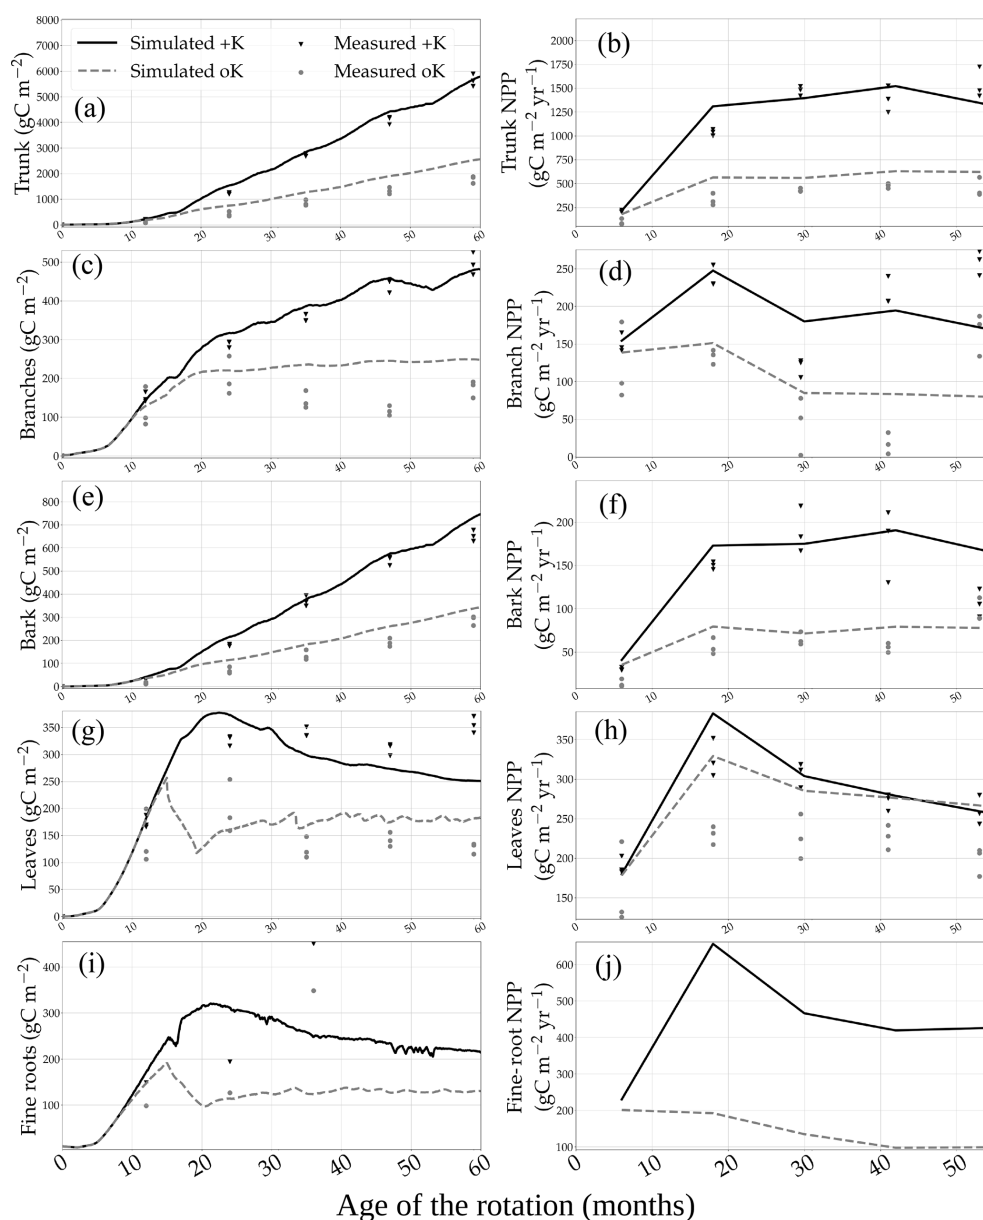 Simulated +K
Measured +K
Simulated oK
Measured oK
(a)
Trunk (gC m−2)
8000
7000
6000
5000
4000
3000
2000
1000
0
0 10 20 30 40 50 60
(b)
Trunk NPP
(gC m−2 yr−1)
2000
1750
1500
1250
1000
750
500
250
0 10 20 30 40 50
(c)
Branches (gC m−2)
500
400
300
200
100
0
0 10 20 30 40 50 60
(d)
Branch NPP
(gC m−2 yr−1)
250
200
150
100
50
0
0 10 20 30 40 50
(e)
Bark (gC m−2)
800
700
600
500
400
300
200
100
0
0 10 20 30 40 50 60
(f)
Bark NPP
(gC m−2 yr−1)
200
150
100
50
0 10 20 30 40 50
(g)
Leaves (gC m−2)
350
300
250
200
150
100
50
0
0 10 20 30 40 50 60
(h)
Leaves NPP
(gC m−2 yr−1)
350
300
250
200
150
0 10 20 30 40 50
(i)
Fine roots (gC m−2)
400
300
200
100
0 10 20 30 40 50 60
(j)
Fine-root NPP
(gC m−2 yr−1)
600
500
400
300
200
100
0 10 20 30 40 50
Age of the rotation (months)